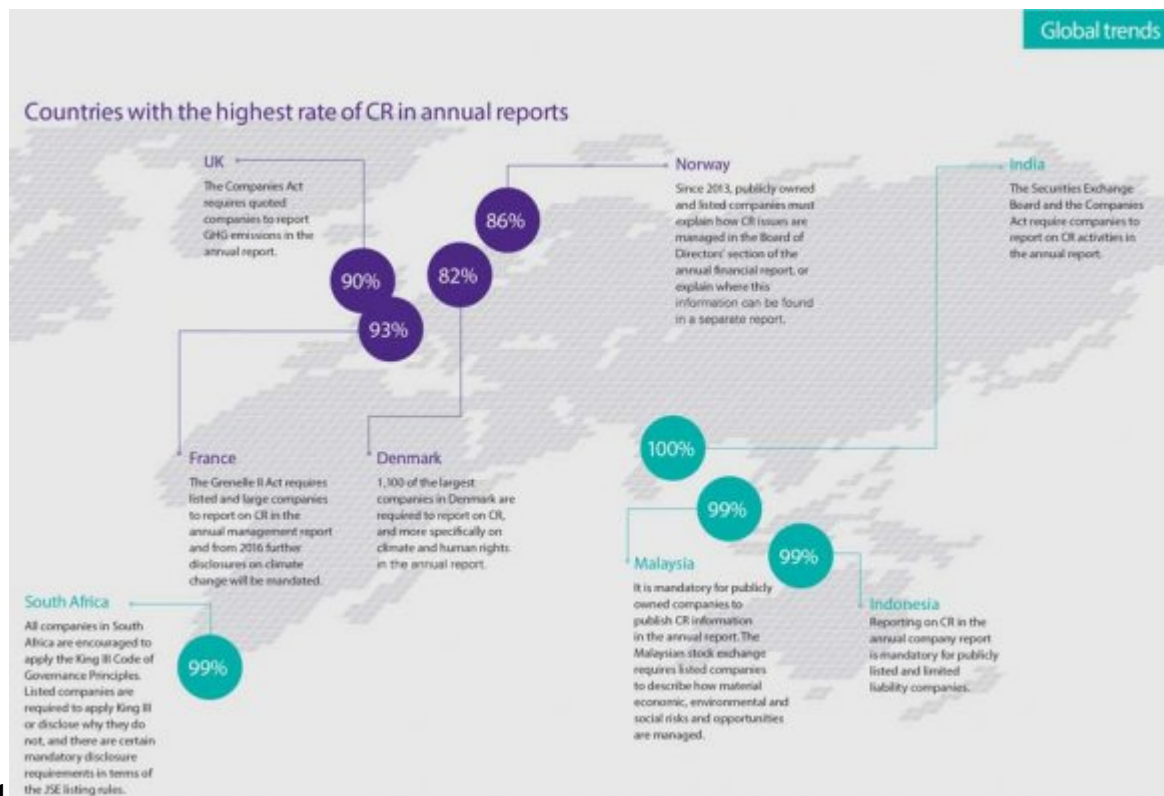 Global trends
Countries with the highest rate of CR in annual reports
UK
The Companies Act
requires quoted
companies to report
GHG emissions in the
annual report.
90%
93%
82%
86%
Norway
Since 2013, publicly owned
and listed companies must
explain how CR issues are
managed in the Board of
Directors' section of the
annual financial report, or
explain where this
information can be found
in a separate report.
India
The Securities Exchange
Board and the Companies
Act require companies to
report on CR activities in
the annual report.
France
The Grenelle II Act requires
listed and large companies
to report on CR in the
annual management report
and from 2016 further
disclosures on climate
change will be mandated.
Denmark
1,100 of the largest
companies in Denmark are
required to report on CR,
and more specifically on
climate and human rights
in the annual report.
100%
99%
99%
Malaysia
It is mandatory for publicly
owned companies to
publish CR information
in the annual report. The
Malaysian stock exchange
requires listed companies
to describe how material
economic, environmental and
social risks and opportunities
are managed.
Indonesia
Reporting on CR in the
annual company report
is mandatory for publicly
listed and limited
liability companies.
South Africa
All companies in South
Africa are encouraged to
apply the King III Code of
Governance Principles.
Listed companies are
required to apply King III
or disclose why they do
not, and there are certain
mandatory disclosure
requirements in terms of
the JSE listing rules.
99%